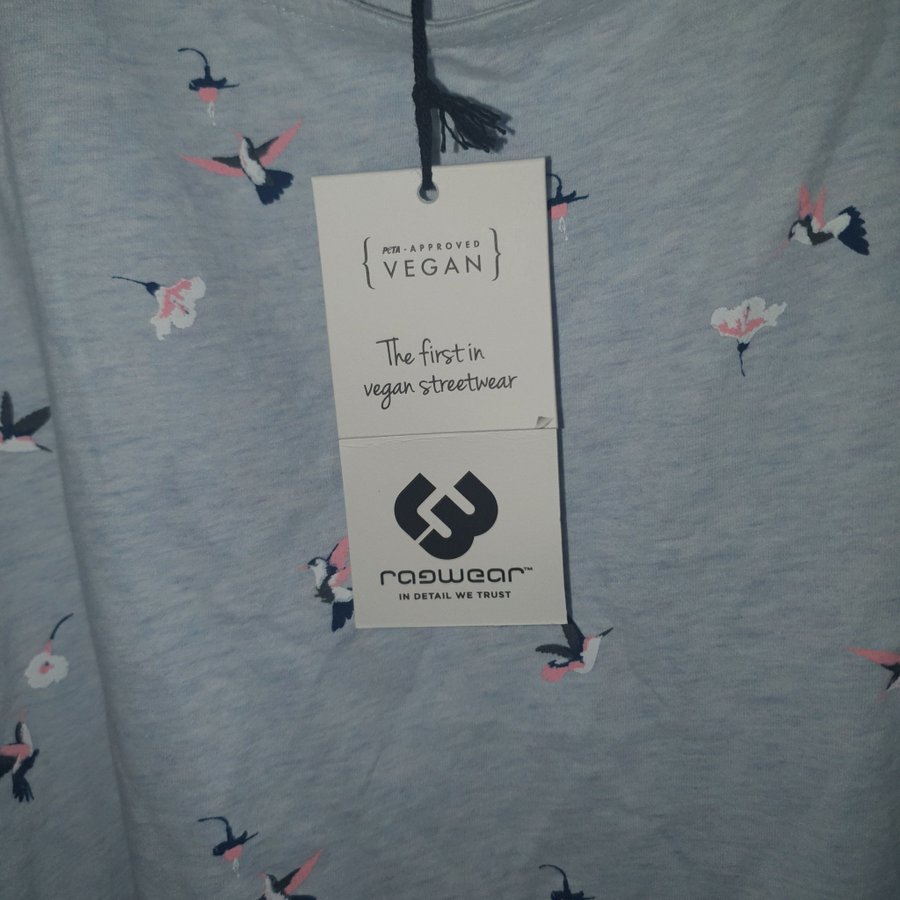 PETA - APPROVED
VEGAN
The first in
vegan streetwear
ragwear™
IN DETAIL WE TRUST